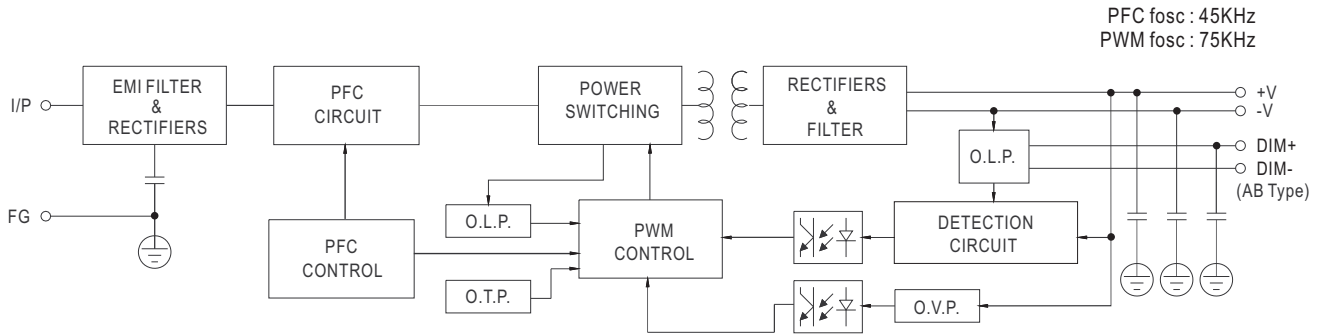 PFC fosc : 45KHz
PWM fosc : 75KHz
I/P
EMI FILTER
&
RECTIFIERS
PFC
CIRCUIT
POWER
SWITCHING
RECTIFIERS
&
FILTER
+V
-V
O.L.P.
DIM+
DIM-
(AB Type)
FG
O.L.P.
PFC
CONTROL
PWM
CONTROL
DETECTION
CIRCUIT
O.T.P.
O.V.P.